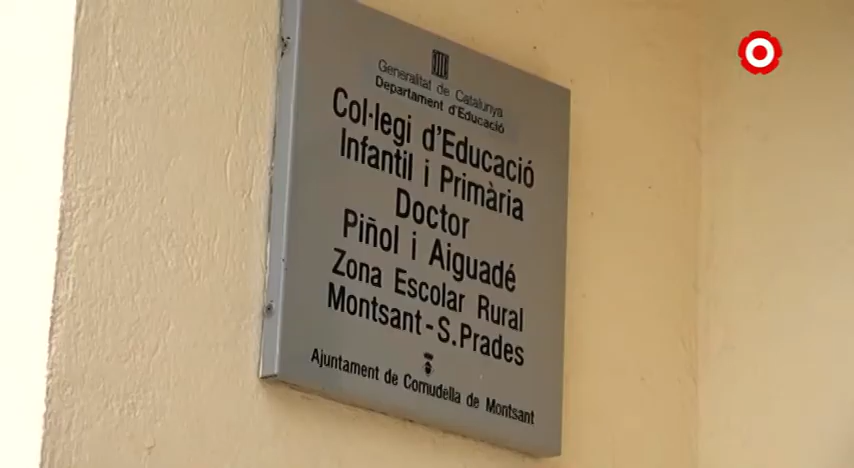 Generalitat de Catalunya
Departament d'Educació
Col·legi d'Educació
Infantil i Primària
Doctor
Piñol i Aiguadé
Zona Escolar Rural
Montsant-S.Prades
Ajuntament de Cornudella de Montsant